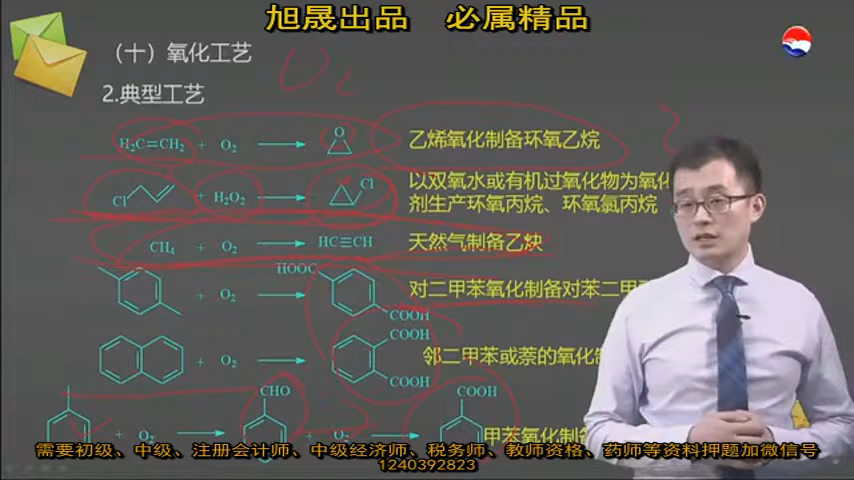 旭晟出品 必属精品
（十）氧化工艺
2.典型工艺
H₂C=CH₂ + O₂ O 乙烯氧化制备环氧乙烷
Cl + H₂O₂ Cl 以双氧水或有机过氧化物为氧化
剂生产环氧丙烷、环氧氯丙烷
CH₄ + O₂ HC≡CH 天然气制备乙炔
+ O₂ HOOC COOH 对二甲苯氧化制备对苯二甲
+ O₂ COOH COOH 邻二甲苯或萘的氧化制
+ O₂ CHO + O₂ COOH 甲苯氧化制备
需要初级、中级、注册会计师、中级经济师、税务师、教师资格、药师等资料押题加微信号
1240392823